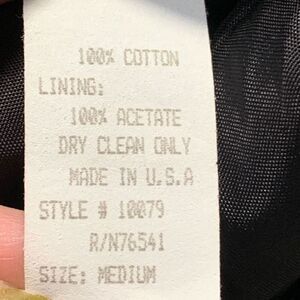 100% COTTON
LINING:
100% ACETATE
DRY CLEAN ONLY
MADE IN U.S.A
STYLE # 10079
R/N76541
SIZE: MEDIUM